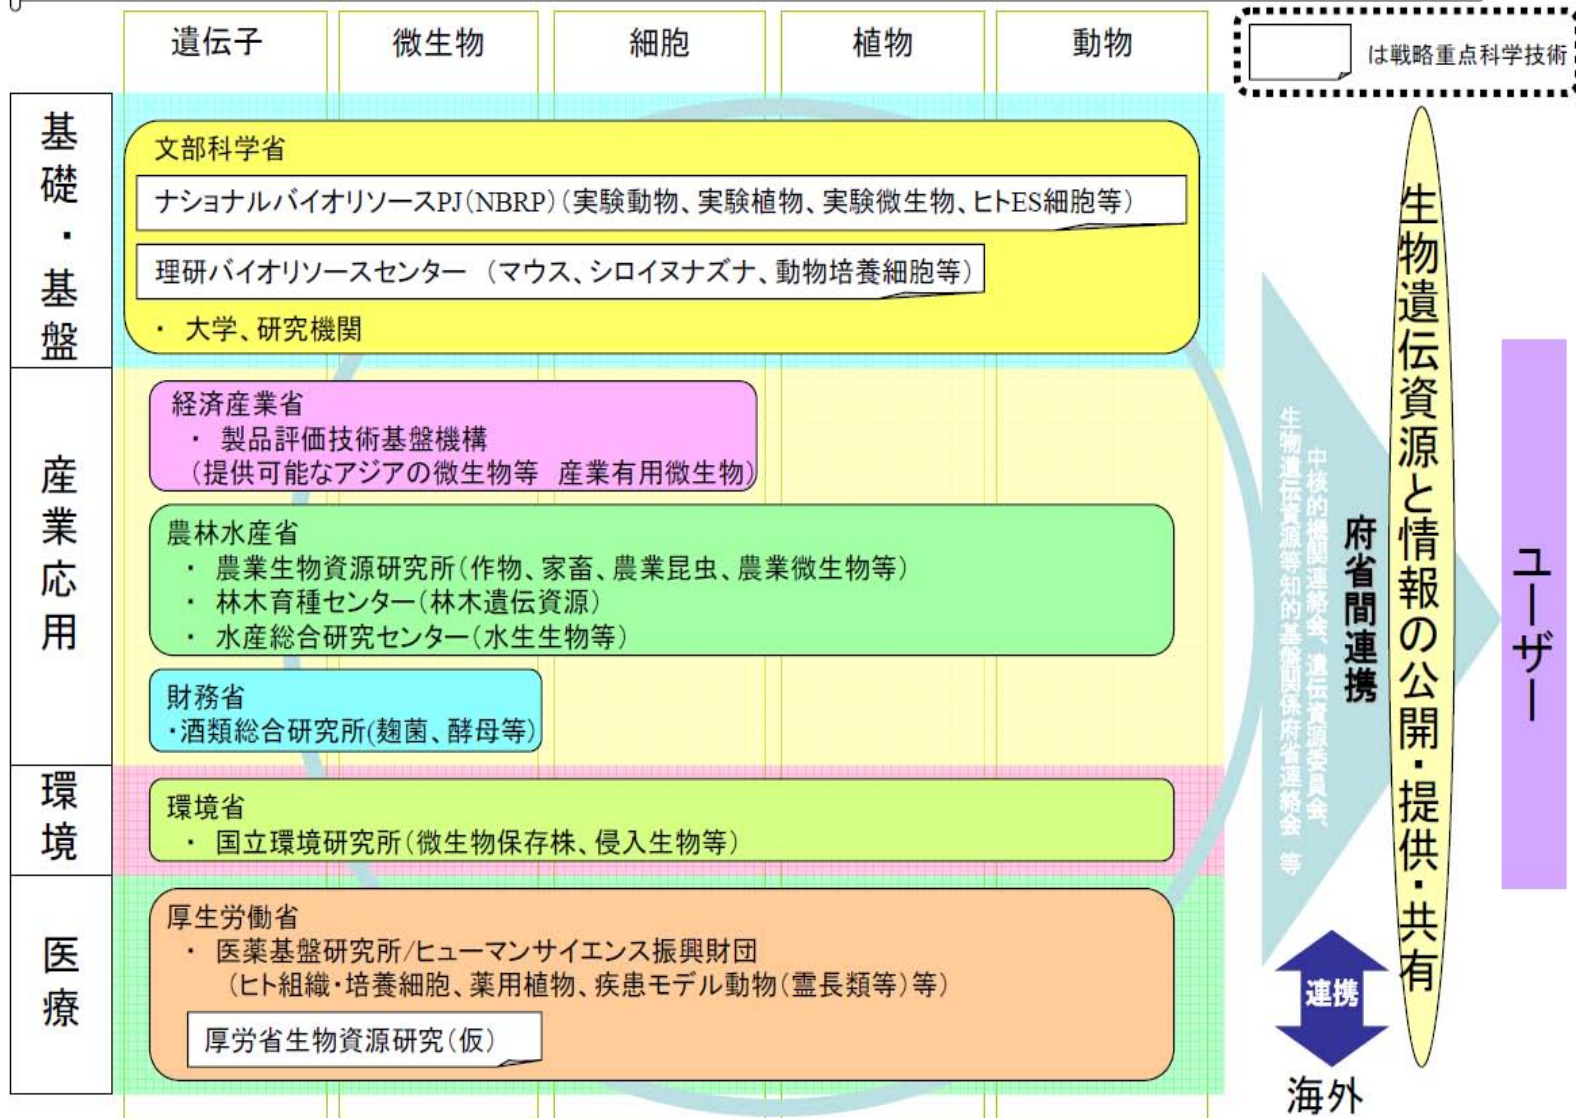 遺伝子
微生物
細胞
植物
動物
は戦略重点科学技術
基礎・基盤
文部科学省
ナショナルバイオリソースPJ(NBRP)(実験動物、実験植物、実験微生物、ヒトES細胞等)
理研バイオリソースセンター (マウス、シロイヌナズナ、動物培養細胞等)
・ 大学、研究機関
産業応用
経済産業省
・ 製品評価技術基盤機構
(提供可能なアジアの微生物等 産業有用微生物)
農林水産省
・ 農業生物資源研究所(作物、家畜、農業昆虫、農業微生物等)
・ 林木育種センター(林木遺伝資源)
・ 水産総合研究センター(水生生物等)
財務省
・酒類総合研究所(麹菌、酵母等)
環境
環境省
・ 国立環境研究所(微生物保存株、侵入生物等)
医療
厚生労働省
・ 医薬基盤研究所/ヒューマンサイエンス振興財団
(ヒト組織・培養細胞、薬用植物、疾患モデル動物(霊長類等)等)
厚労省生物資源研究(仮)
府省間連携
中核的機関連絡会、遺伝資源委員会、
生物遺伝資源等知的基盤関係府省連絡会 等
生物遺伝資源と情報の公開・提供・共有
ユーザー
連携
海外